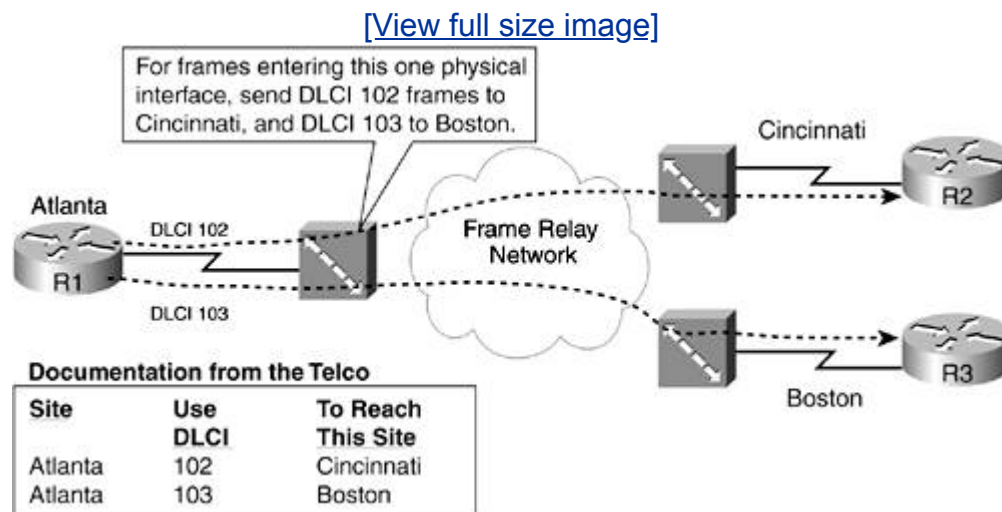 [View full size image]
For frames entering this one physical
interface, send DLCI 102 frames to
Cincinnati, and DLCI 103 to Boston.
Cincinnati
R2
Atlanta
DLCI 102
Frame Relay
Network
R1
DLCI 103
R3
Boston
Documentation from the Telco
Site Use To Reach
DLCI This Site
Atlanta 102 Cincinnati
Atlanta 103 Boston